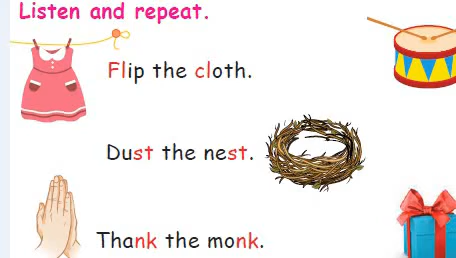 Listen and repeat.
Flip the cloth.
Dust the nest.
Thank the monk.